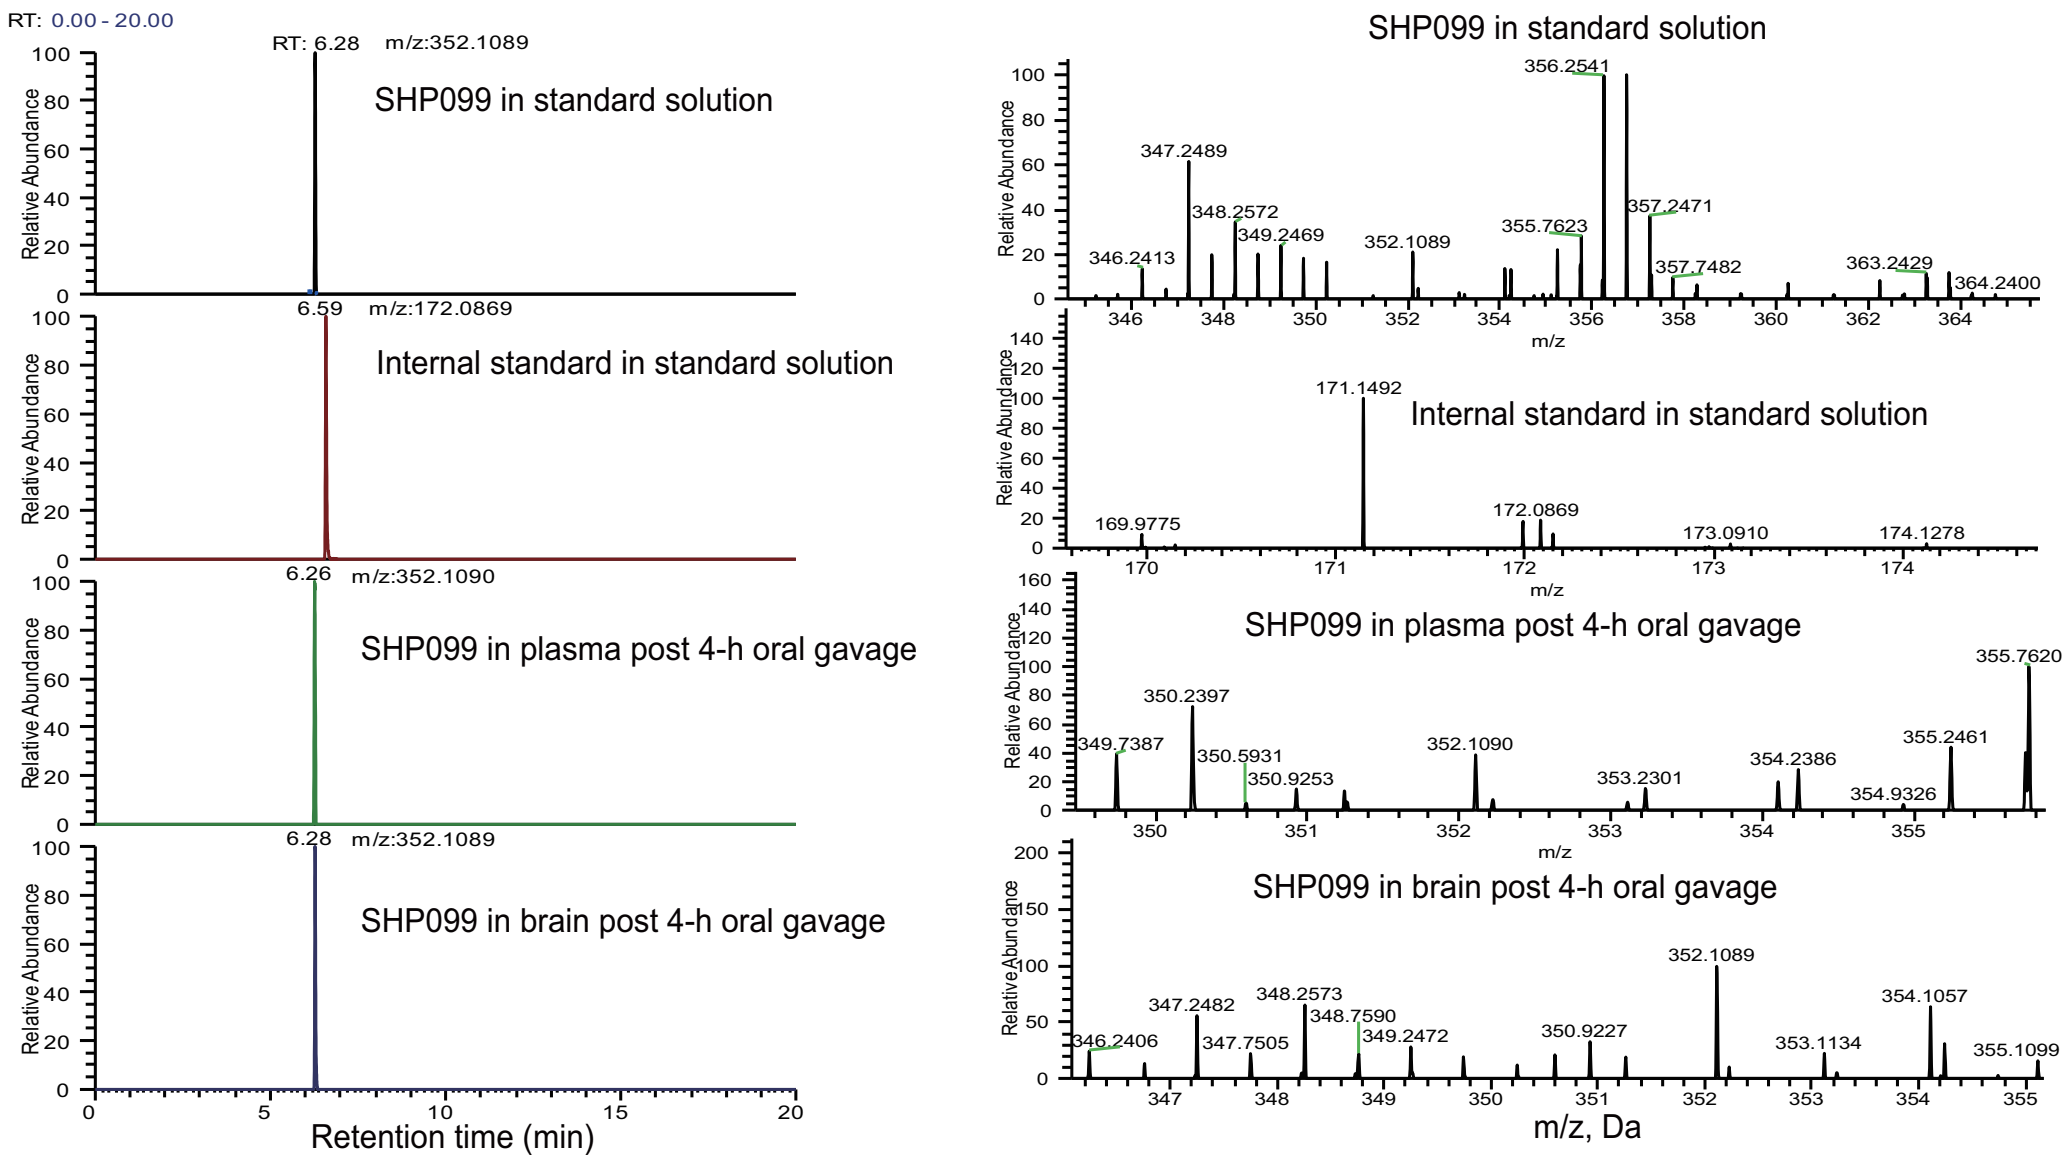 RT: 0.00 - 20.00
RT: 6.28 m/z:352.1089
SHP099 in standard solution
Relative Abundance
100
80
60
40
20
0
6.59 m/z:172.0869
Internal standard in standard solution
Relative Abundance
100
80
60
40
20
0
6.26 m/z:352.1090
SHP099 in plasma post 4-h oral gavage
Relative Abundance
100
80
60
40
20
0
6.28 m/z:352.1089
SHP099 in brain post 4-h oral gavage
Relative Abundance
100
80
60
40
20
0
0 5 10 15 20
Retention time (min)
SHP099 in standard solution
Relative Abundance
100
80
60
40
20
0
356.2541
347.2489
348.2572
357.2471
355.7623
349.2469
352.1089
346.2413
357.7482
363.2429
364.2400
346 348 350 352 354 356 358 360 362 364
m/z
Internal standard in standard solution
Relative Abundance
140
120
100
80
60
40
20
0
171.1492
172.0869
169.9775
173.0910
174.1278
170 171 172 173 174
m/z
SHP099 in plasma post 4-h oral gavage
Relative Abundance
160
140
120
100
80
60
40
20
0
355.7620
350.2397
349.7387
352.1090
355.2461
350.5931
354.2386
350.9253
353.2301
354.9326
350 351 352 353 354 355
m/z
SHP099 in brain post 4-h oral gavage
Relative Abundance
200
150
100
50
0
352.1089
348.2573
354.1057
347.2482
348.7590
350.9227
349.2472
346.2406
347.7505
353.1134
355.1099
347 348 349 350 351 352 353 354 355
m/z, Da